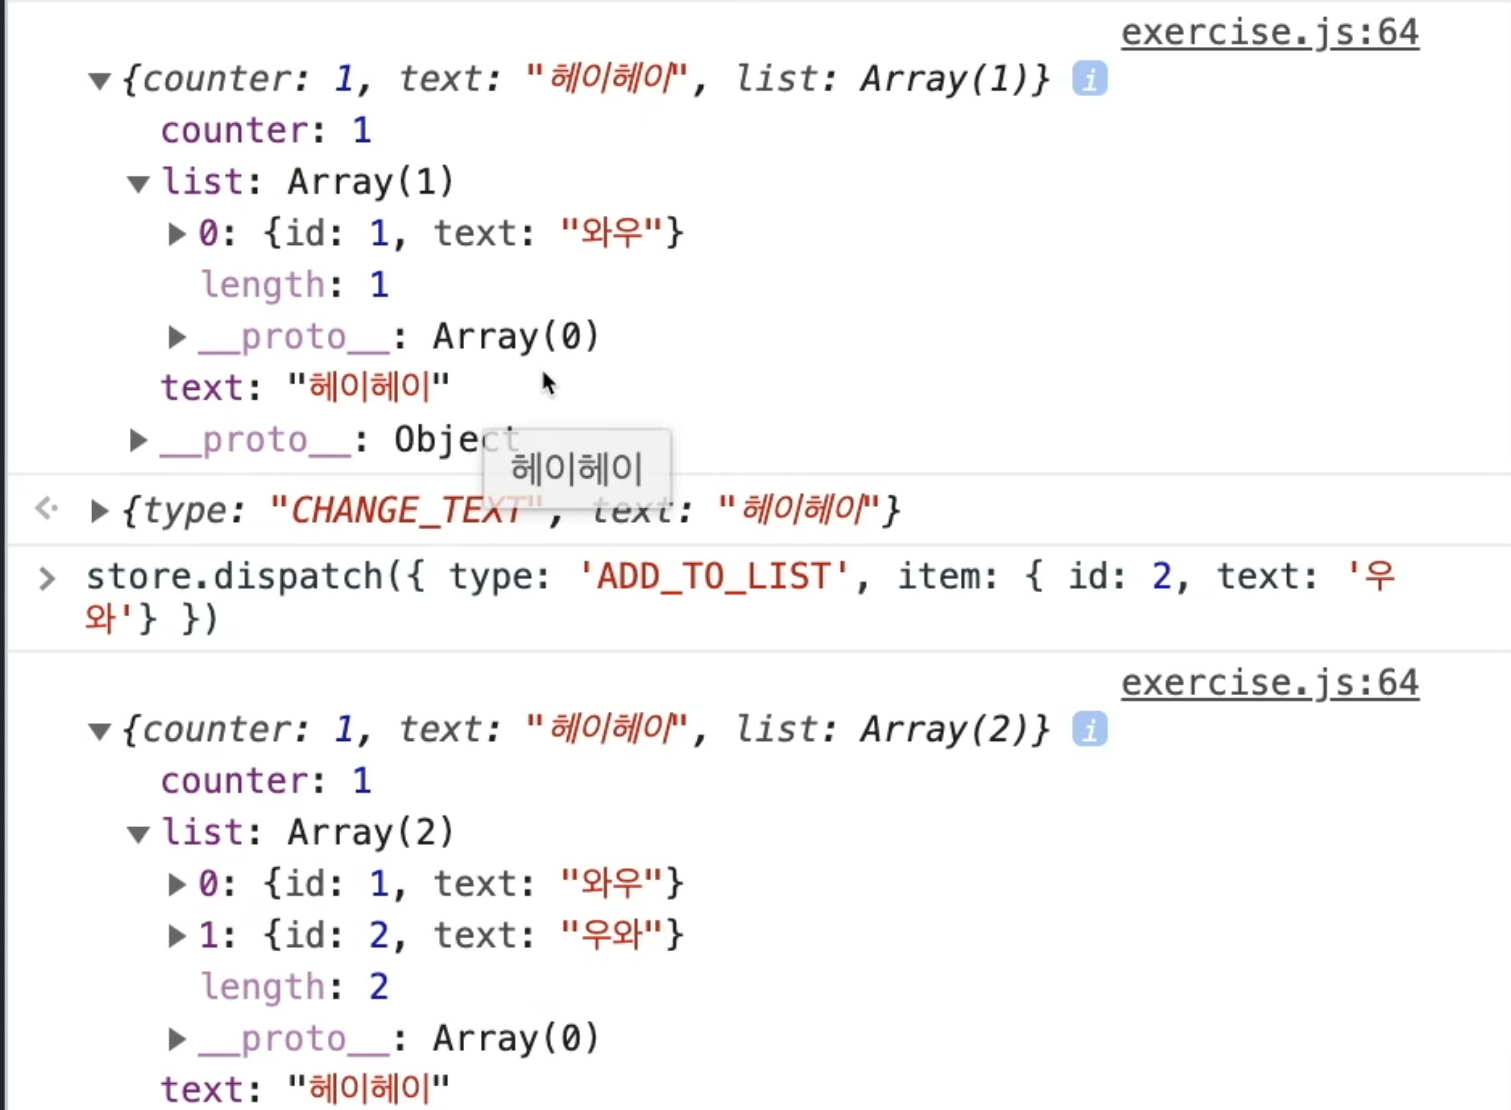 exercise.js:64
{counter: 1, text: "헤이헤이", list: Array(1)} i
counter: 1
list: Array(1)
0: {id: 1, text: "와우"}
length: 1
__proto__: Array(0)
text: "헤이헤이"
__proto__: Object
헤이헤이
{type: "CHANGE_TEXT", text: "헤이헤이"}
store.dispatch({ type: 'ADD_TO_LIST', item: { id: 2, text: '우
와'} })
exercise.js:64
{counter: 1, text: "헤이헤이", list: Array(2)} i
counter: 1
list: Array(2)
0: {id: 1, text: "와우"}
1: {id: 2, text: "우와"}
length: 2
__proto__: Array(0)
text: "헤이헤이"